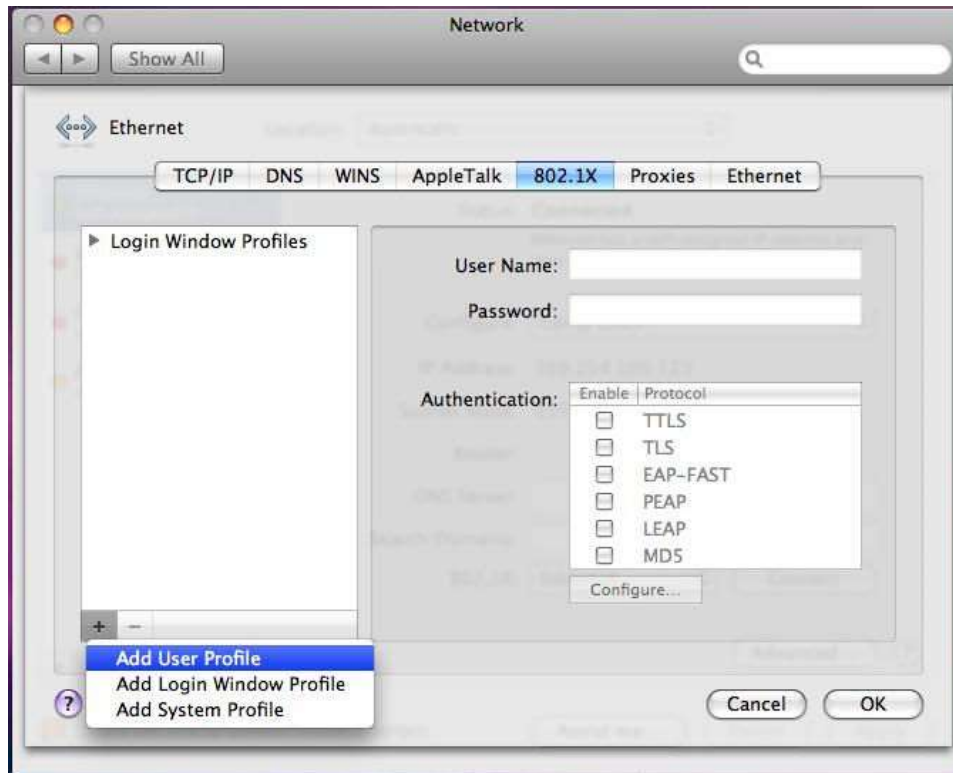 Network
Show All
Ethernet
TCP/IP DNS WINS AppleTalk 802.1X Proxies Ethernet
Login Window Profiles
User Name:
Password:
Authentication:
Enable Protocol
TTLS
TLS
EAP-FAST
PEAP
LEAP
MD5
Configure...
+ −
Add User Profile
Add Login Window Profile
Add System Profile
?
Cancel OK